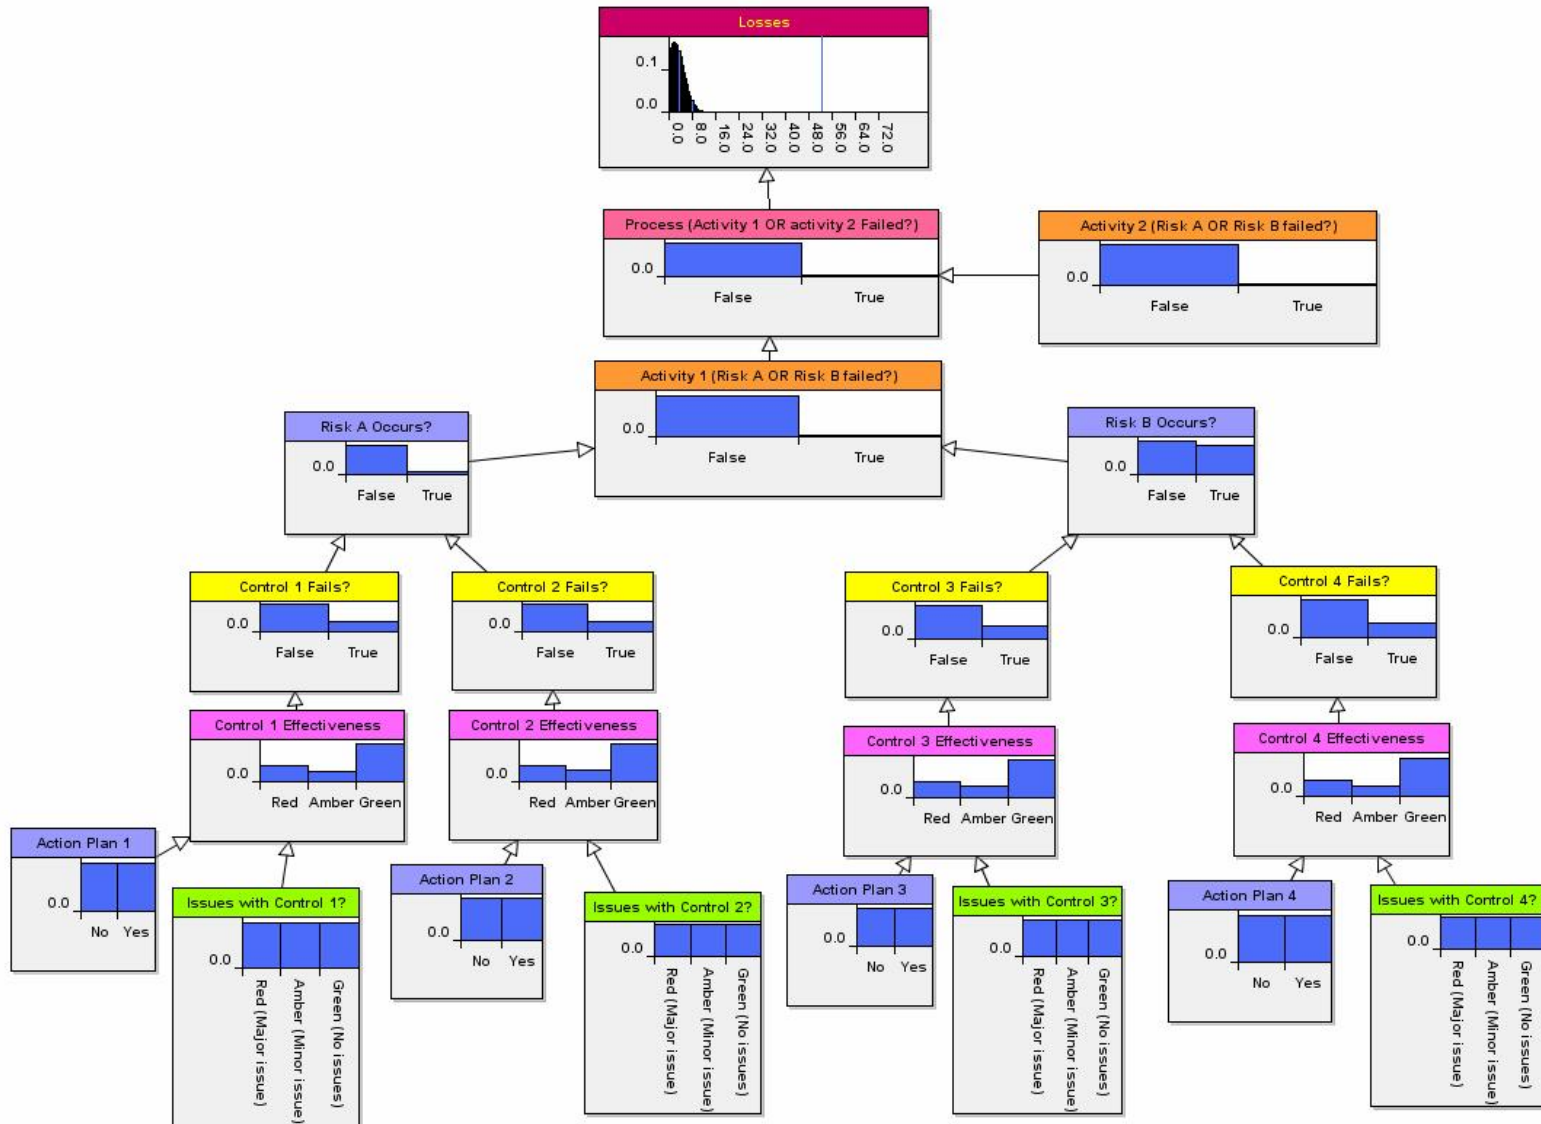 Losses
0.1
0.0
0.0 8.0 16.0 24.0 32.0 40.0 48.0 56.0 64.0 72.0
Process (Activity 1 OR activity 2 Failed?)
0.0
False True
Activity 2 (Risk A OR Risk B failed?)
0.0
False True
Activity 1 (Risk A OR Risk B failed?)
0.0
False True
Risk A Occurs?
0.0
False True
Risk B Occurs?
0.0
False True
Control 1 Fails?
0.0
False True
Control 2 Fails?
0.0
False True
Control 3 Fails?
0.0
False True
Control 4 Fails?
0.0
False True
Control 1 Effectiveness
0.0
Red Amber Green
Control 2 Effectiveness
0.0
Red Amber Green
Control 3 Effectiveness
0.0
Red Amber Green
Control 4 Effectiveness
0.0
Red Amber Green
Action Plan 1
0.0
No Yes
Issues with Control 1?
0.0
Red (Major issue)
Amber (Minor issue)
Green (No issues)
Action Plan 2
0.0
No Yes
Issues with Control 2?
0.0
Red (Major issue)
Amber (Minor issue)
Green (No issues)
Action Plan 3
0.0
No Yes
Issues with Control 3?
0.0
Red (Major issue)
Amber (Minor issue)
Green (No issues)
Action Plan 4
0.0
No Yes
Issues with Control 4?
0.0
Red (Major issue)
Amber (Minor issue)
Green (No issues)